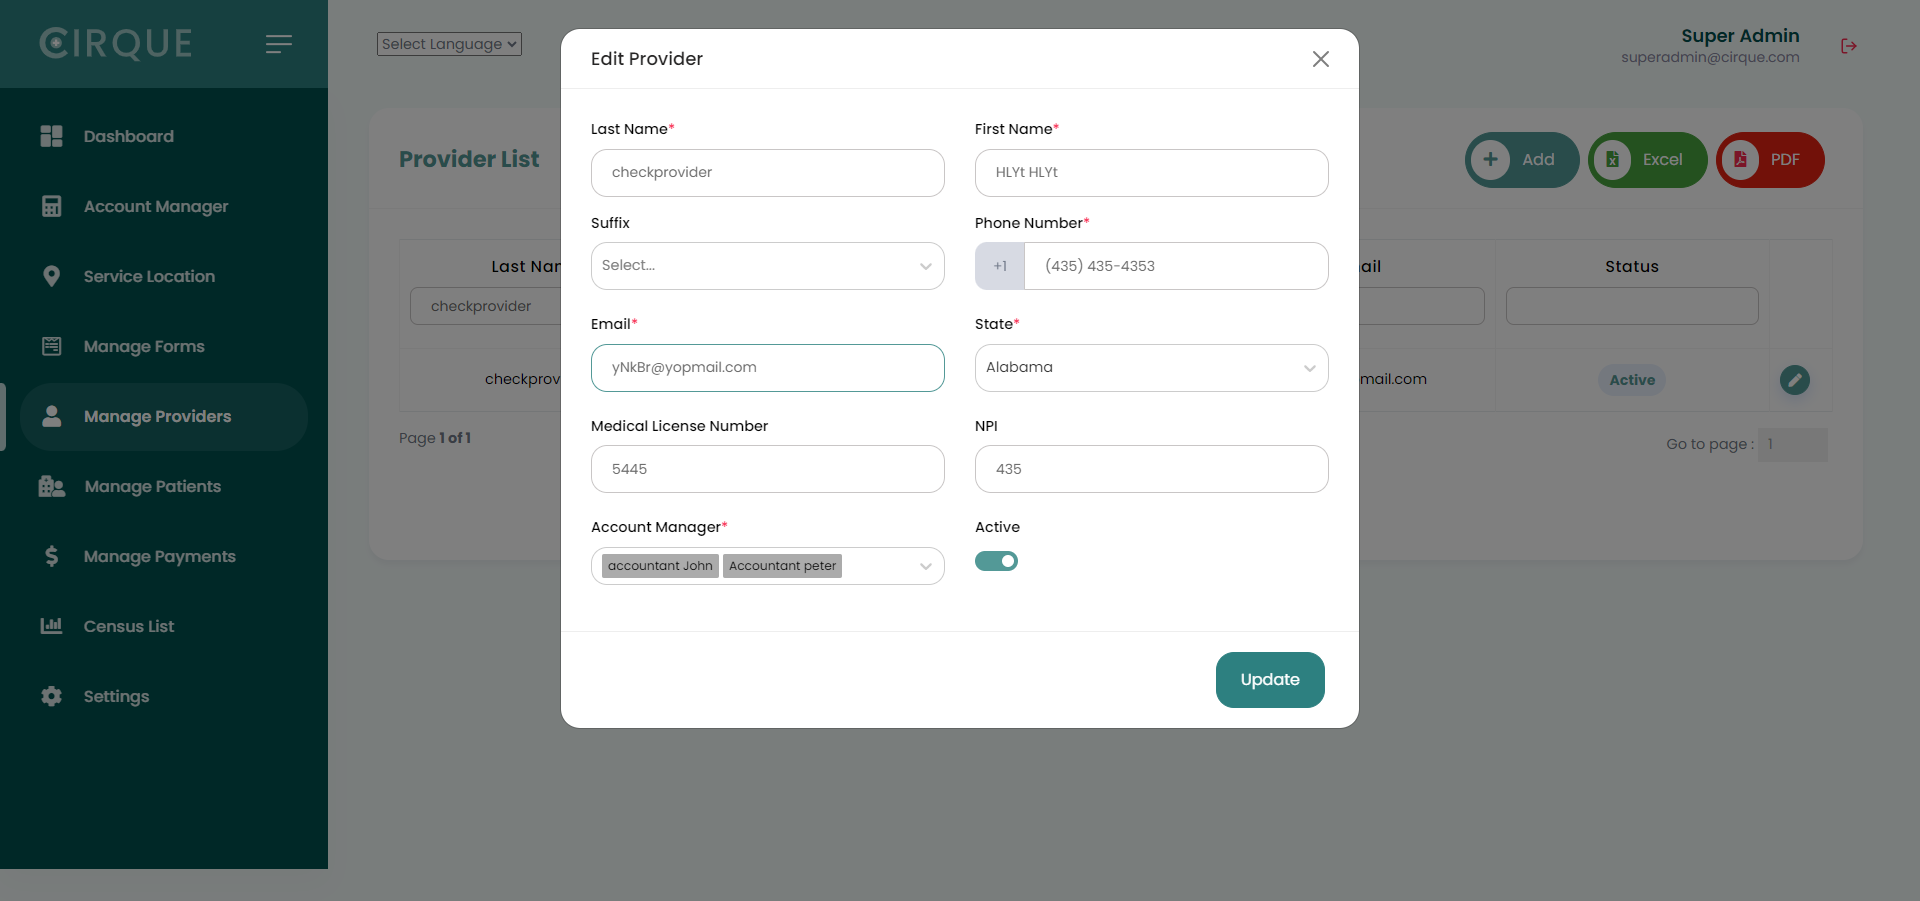 CIRQUE
Select Language
Super Admin
superadmin@cirque.com
Dashboard
Account Manager
Service Location
Manage Forms
Manage Providers
Manage Patients
Manage Payments
Census List
Settings
Provider List
Add
Excel
PDF
Last Nar
ail
Status
checkprovider
checkprov
mail.com
Active
Page 1 of 1
Go to page : 1
Edit Provider
Last Name*
First Name*
checkprovider
HLYt HLYt
Suffix
Phone Number*
Select...
+1
(435) 435-4353
Email*
State*
yNkBr@yopmail.com
Alabama
Medical License Number
NPI
5445
435
Account Manager*
Active
accountant John
Accountant peter
Update